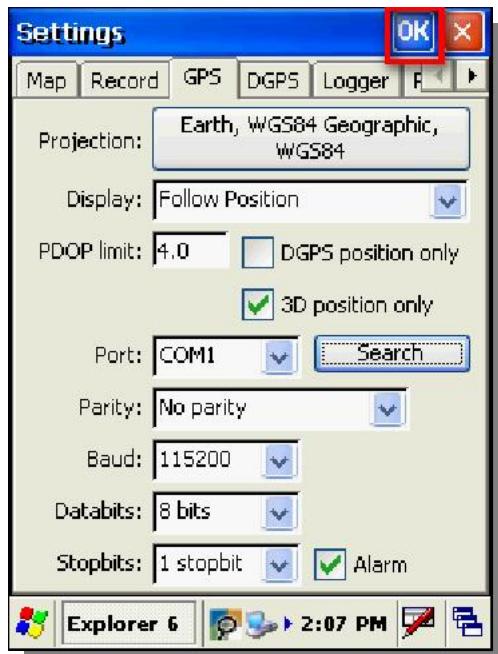 Settings OK
Map Record GPS DGPS Logger
Projection: Earth, WGS84 Geographic,
WGS84
Display: Follow Position
PDOP limit: 4.0 DGPS position only
3D position only
Port: COM1 Search
Parity: No parity
Baud: 115200
Databits: 8 bits
Stopbits: 1 stopbit Alarm
Explorer 6 2:07 PM